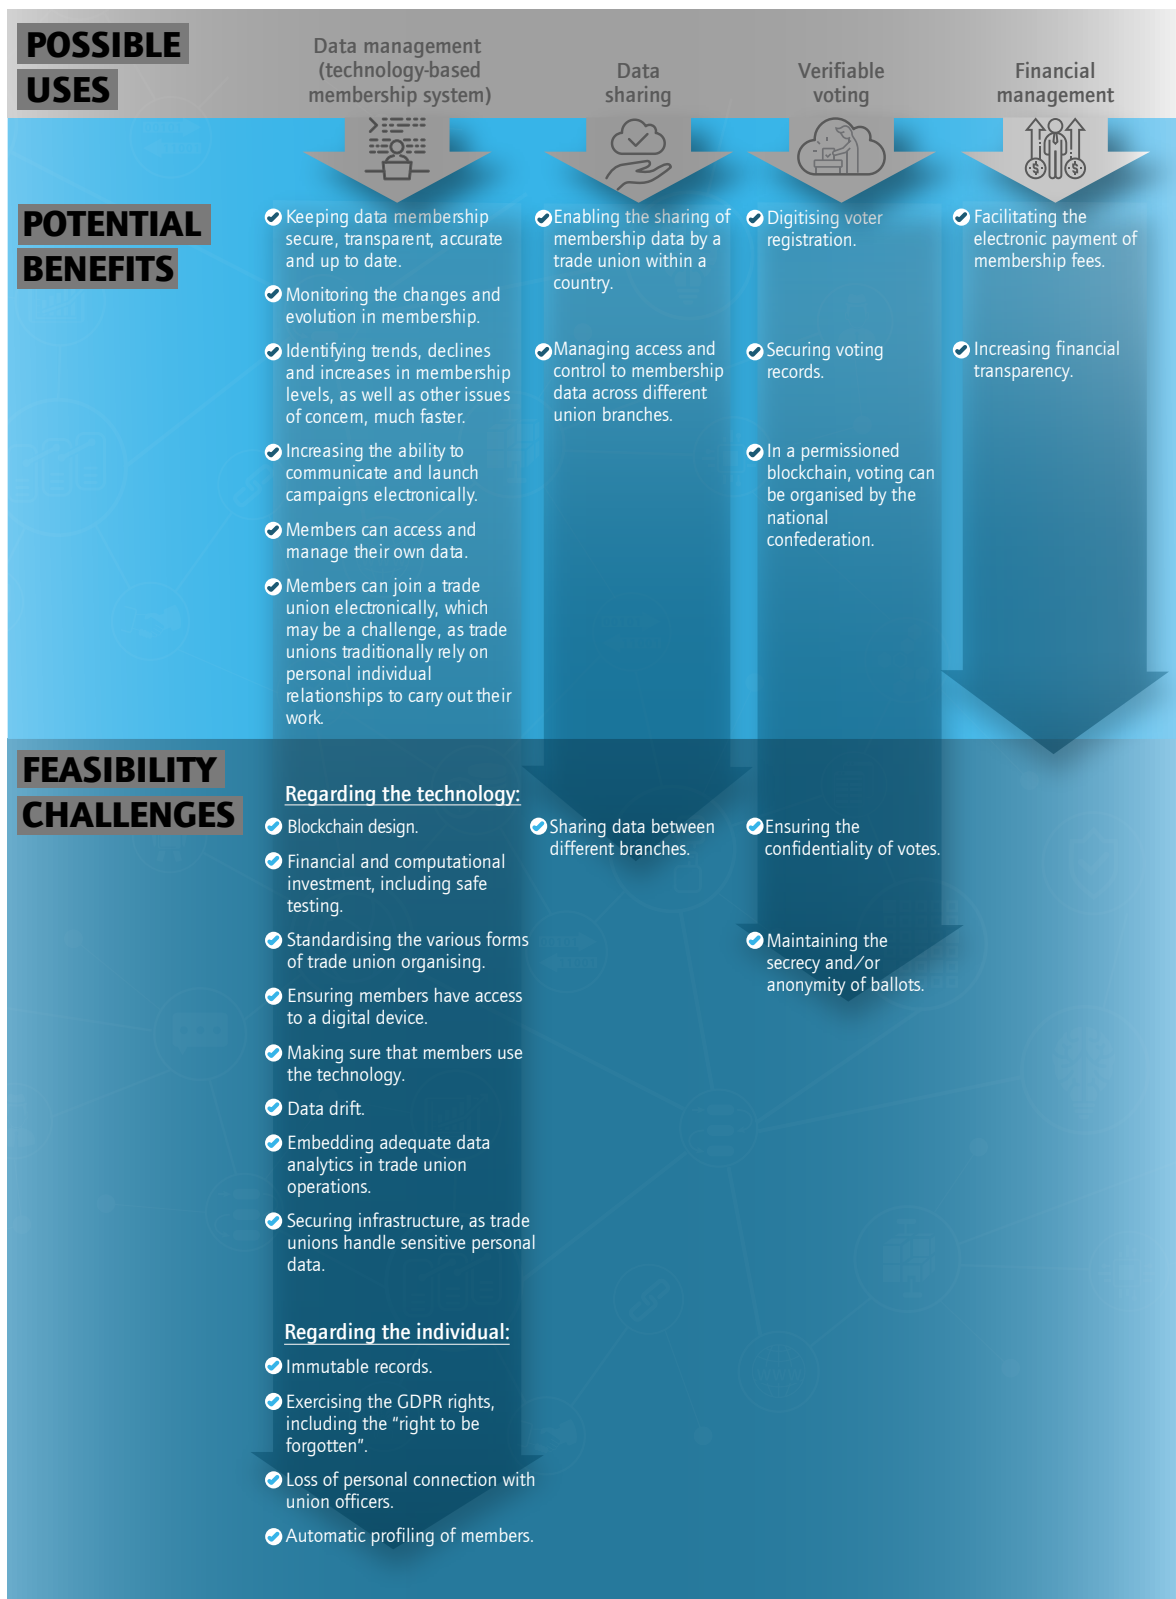 POSSIBLE
USES
Data management
(technology-based
membership system)
Data
sharing
Verifiable
voting
Financial
management
POTENTIAL
BENEFITS
Keeping data membership
secure, transparent, accurate
and up to date.
Monitoring the changes and
evolution in membership.
Identifying trends, declines
and increases in membership
levels, as well as other issues
of concern, much faster.
Increasing the ability to
communicate and launch
campaigns electronically.
Members can access and
manage their own data.
Members can join a trade
union electronically, which
may be a challenge, as trade
unions traditionally rely on
personal individual
relationships to carry out their
work.
Enabling the sharing of
membership data by a
trade union within a
country.
Managing access and
control to membership
data across different
union branches.
Digitising voter
registration.
Securing voting
records.
In a permissioned
blockchain, voting can
be organised by the
national
confederation.
Facilitating the
electronic payment of
membership fees.
Increasing financial
transparency.
FEASIBILITY
CHALLENGES
Regarding the technology:
Blockchain design.
Financial and computational
investment, including safe
testing.
Standardising the various forms
of trade union organising.
Ensuring members have access
to a digital device.
Making sure that members use
the technology.
Data drift.
Embedding adequate data
analytics in trade union
operations.
Securing infrastructure, as trade
unions handle sensitive personal
data.
Regarding the individual:
Immutable records.
Exercising the GDPR rights,
including the “right to be
forgotten”.
Loss of personal connection with
union officers.
Automatic profiling of members.
Sharing data between
different branches.
Ensuring the
confidentiality of votes.
Maintaining the
secrecy and/or
anonymity of ballots.
WWW